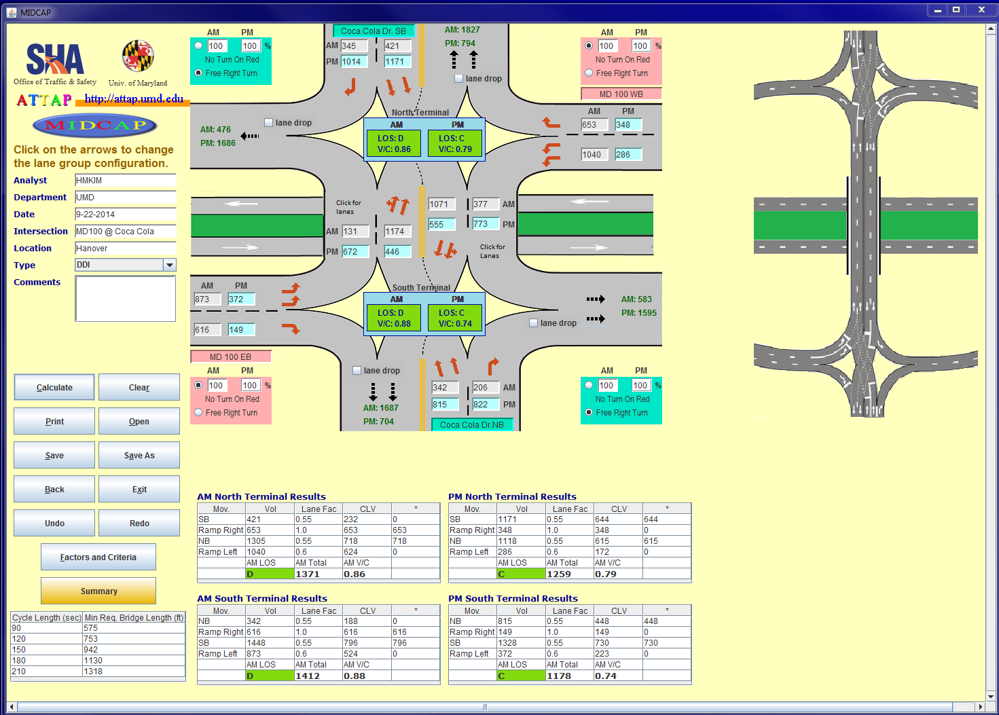 MIDCAP
SHA
Office of Traffic & Safety
Univ. of Maryland
ATTAP
http://attap.umd.edu
MIDCAP
Click on the arrows to change
the lane group configuration.
Analyst HMKIM
Department UMD
Date 9-22-2014
Intersection MD100 @ Coca Cola
Location Hanover
Type DDI
Comments
Calculate Clear
Print Open
Save Save As
Back Exit
Undo Redo
Factors and Criteria
Summary
Cycle Length (sec) Min Req. Bridge Length (ft)
90 575
120 753
150 942
180 1130
210 1318
AM PM
100 100 %
No Turn On Red
Free Right Turn
Coca Cola Dr. SB
AM 345 421
PM 1014 1171
AM: 1827
PM: 794
lane drop
AM PM
100 100 %
No Turn On Red
Free Right Turn
MD 100 WB
AM PM
653 348
1040 286
lane drop
AM: 476
PM: 1686
North Terminal
AM PM
LOS: D LOS: C
V/C: 0.86 V/C: 0.79
Click for
lanes
1071 377 AM
555 773 PM
AM 131 1174
PM 672 446
Click for
Lanes
South Terminal
AM PM
LOS: D LOS: C
V/C: 0.88 V/C: 0.74
AM PM
873 372
616 149
AM: 583
PM: 1595
lane drop
MD 100 EB
AM PM
100 100 %
No Turn On Red
Free Right Turn
lane drop
AM: 1687
PM: 704
342 206 AM
815 822 PM
Coca Cola Dr.NB
AM PM
100 100 %
No Turn On Red
Free Right Turn
AM North Terminal Results
Mov. Vol Lane Fac CLV *
SB 421 0.55 232 0
Ramp Right 653 1.0 653 653
NB 1305 0.55 718 718
Ramp Left 1040 0.6 624 0
AM LOS AM Total AM V/C
D 1371 0.86
PM North Terminal Results
Mov. Vol Lane Fac CLV *
SB 1171 0.55 644 644
Ramp Right 348 1.0 348 0
NB 1118 0.55 615 615
Ramp Left 286 0.6 172 0
AM LOS AM Total AM V/C
C 1259 0.79
AM South Terminal Results
Mov. Vol Lane Fac CLV *
NB 342 0.55 188 0
Ramp Right 616 1.0 616 616
SB 1448 0.55 796 796
Ramp Left 873 0.6 524 0
AM LOS AM Total AM V/C
D 1412 0.88
PM South Terminal Results
Mov. Vol Lane Fac CLV *
NB 815 0.55 448 448
Ramp Right 149 1.0 149 0
SB 1328 0.55 730 730
Ramp Left 372 0.6 223 0
AM LOS AM Total AM V/C
C 1178 0.74